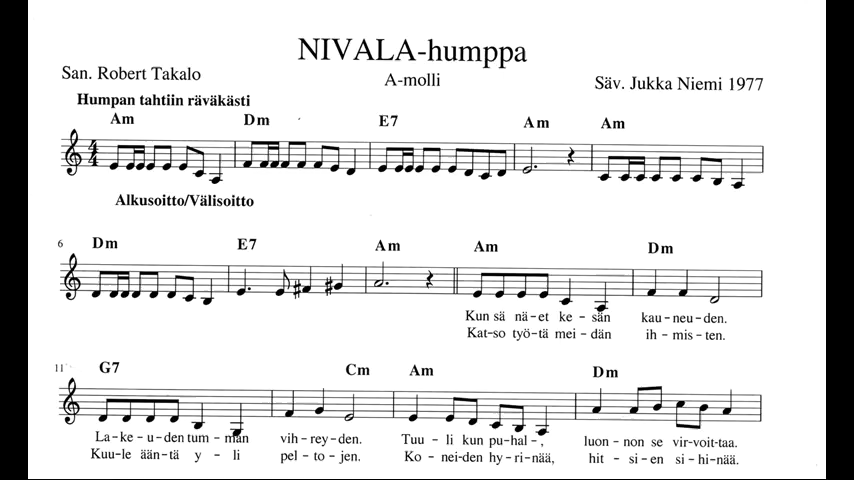 NIVALA-humppa
San. Robert Takalo
A-molli
Säv. Jukka Niemi 1977
Humpan tahtiin räväkästi
Am Dm E7 Am Am
4 4
Alkusoitto/Välisoitto
6 Dm E7 Am Am Dm
Kun sä nä-et ke-sän kau-neu-den.
Kat-so työ-tä mei-dän ih-mis-ten.
11 G7 Cm Am Dm
La-ke-u-den tum-man vih-rey-den. Tuu-li kun pu-hal-, luon-non se vir-voit-taa.
Kuu-le ään-tä y-li pel-to-jen. Ko-nei-den hy-ri-nää, hit-si-en si-hi-nää.